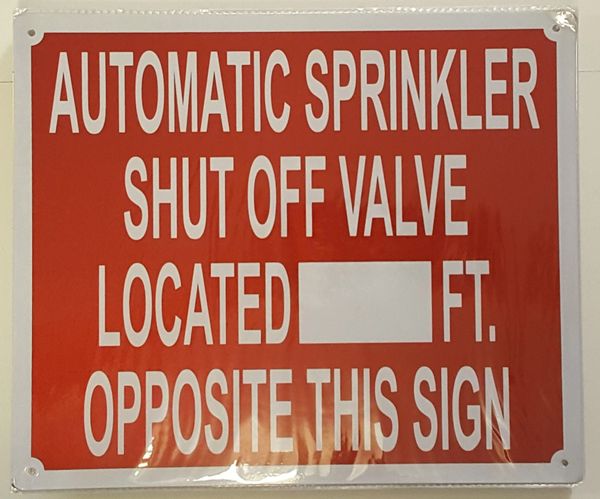 AUTOMATIC SPRINKLER
SHUT OFF VALVE
LOCATED FT.
OPPOSITE THIS SIGN